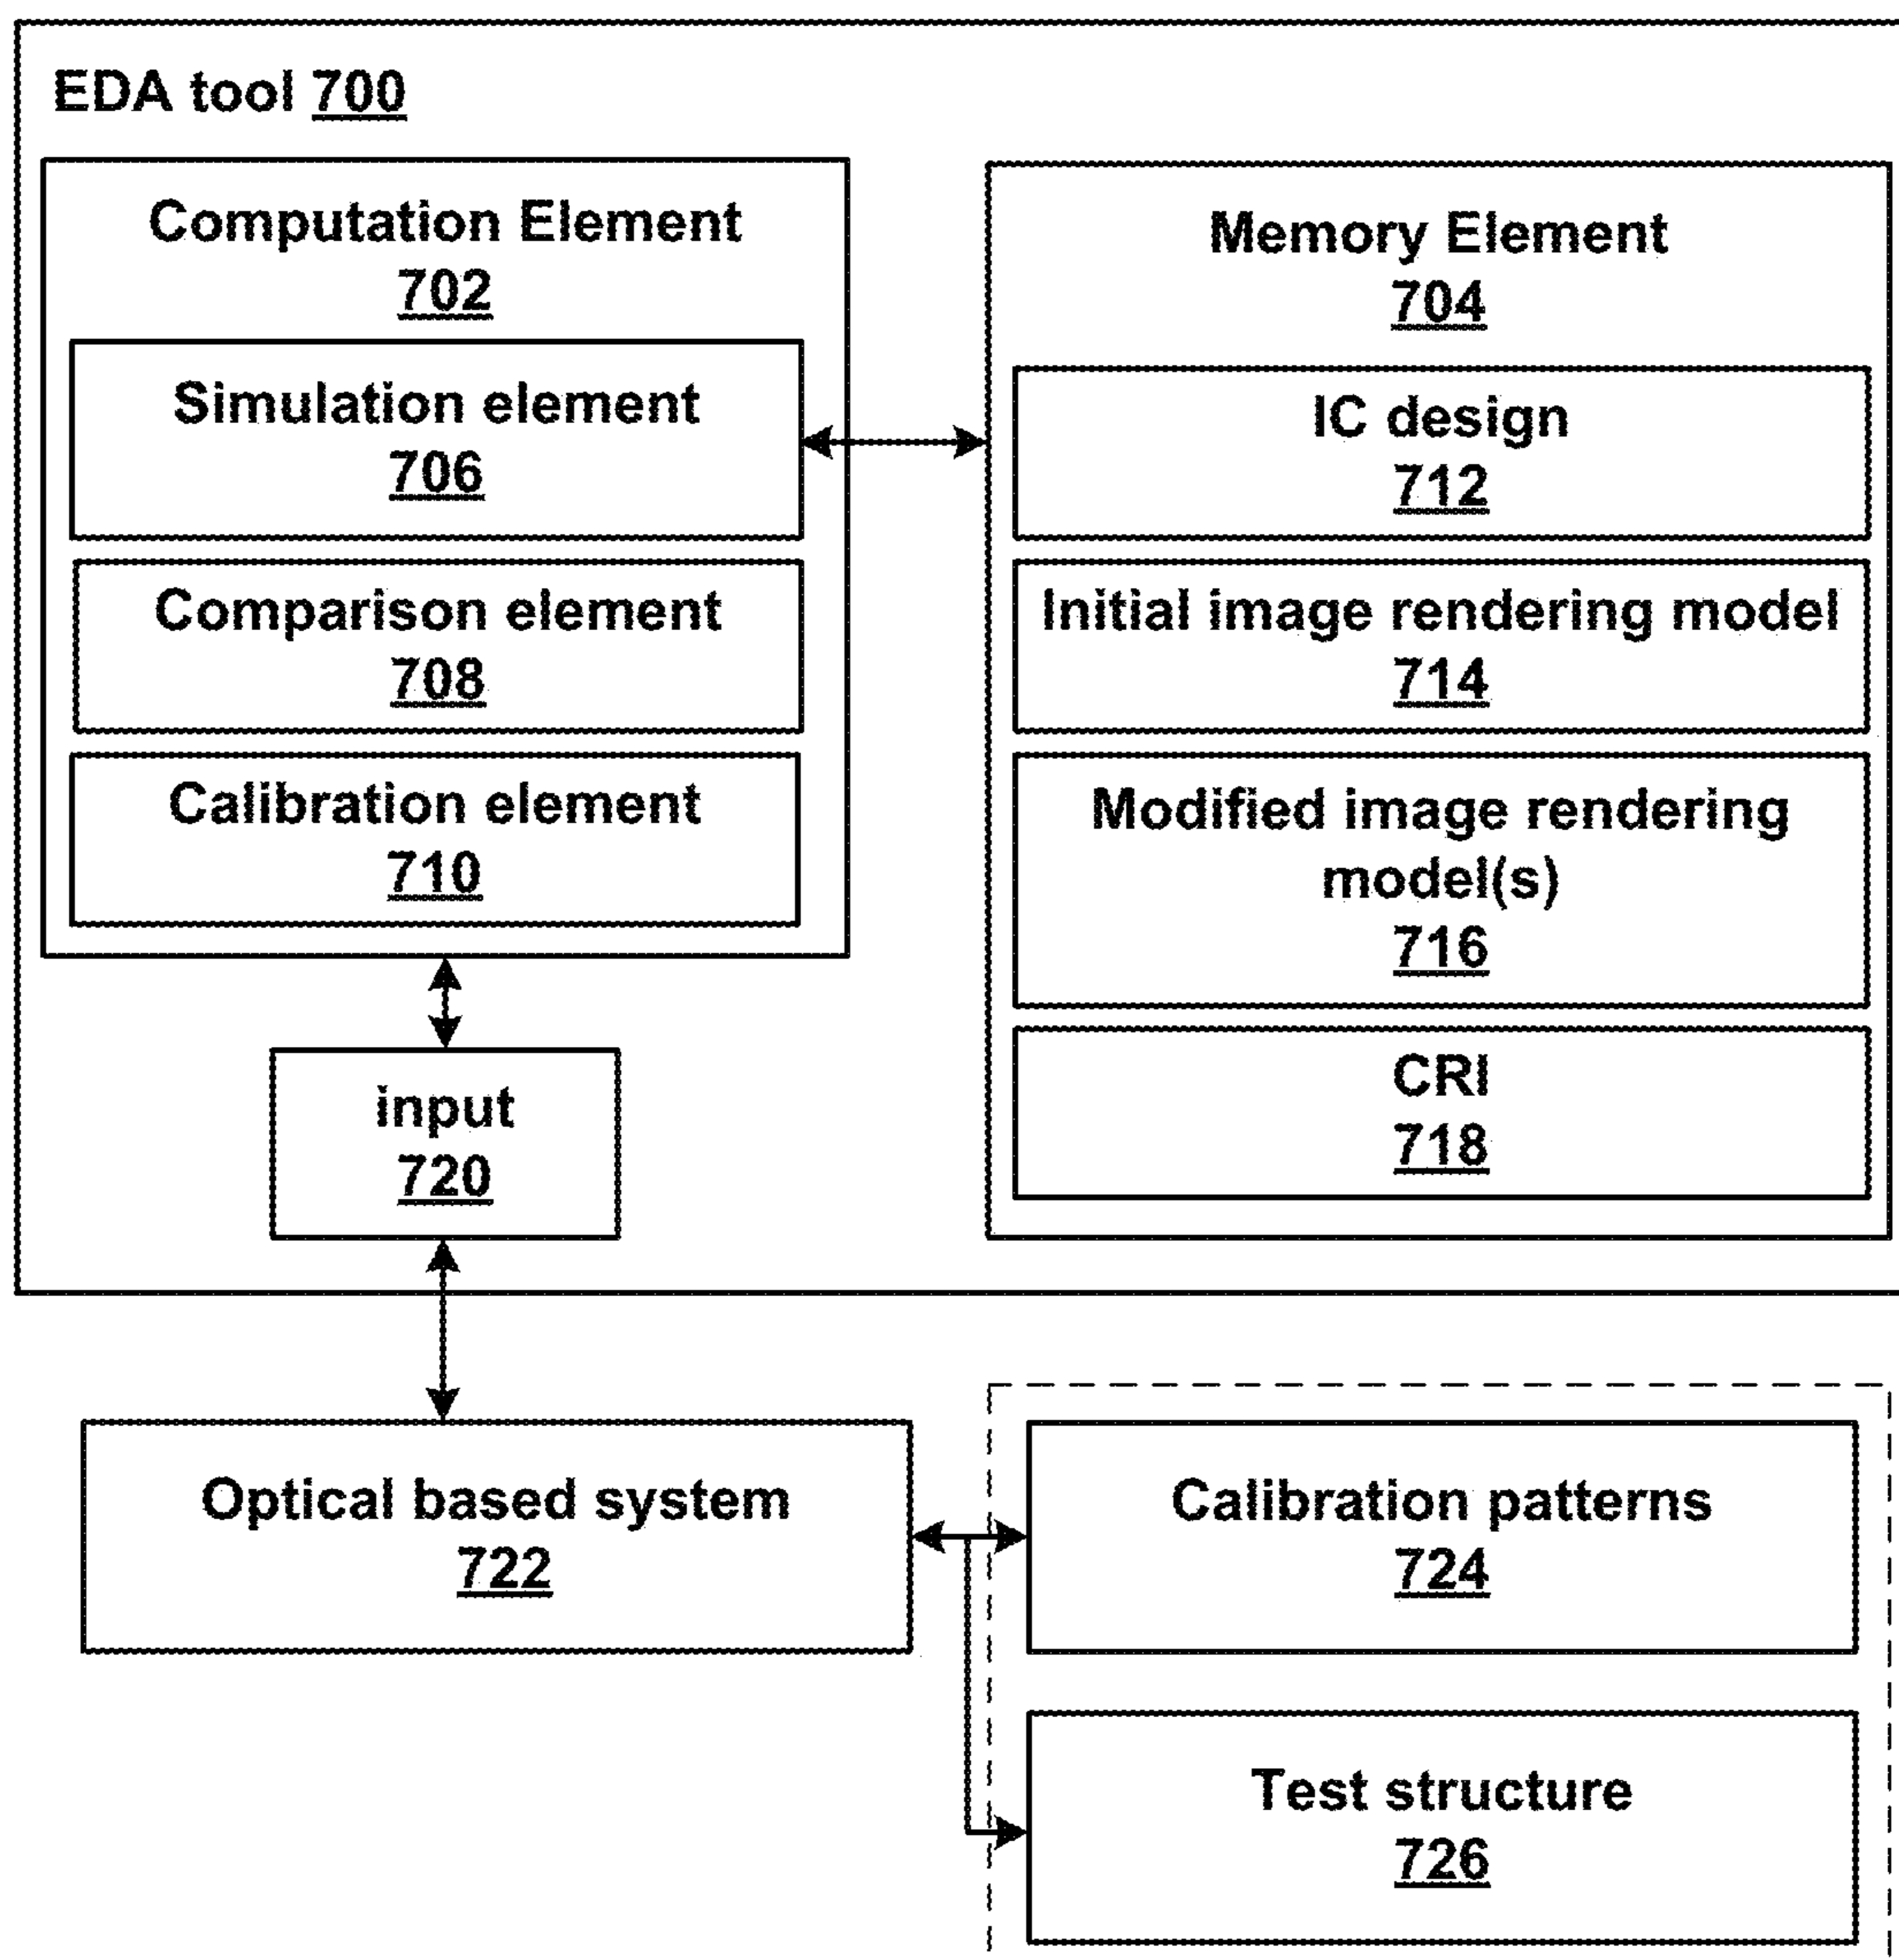 EDA tool 700
Computation Element
702
Simulation element
706
Comparison element
708
Calibration element
710
Memory Element
704
IC design
712
Initial image rendering model
714
Modified image rendering
model(s)
716
CRI
718
input
720
Optical based system
722
Calibration patterns
724
Test structure
726